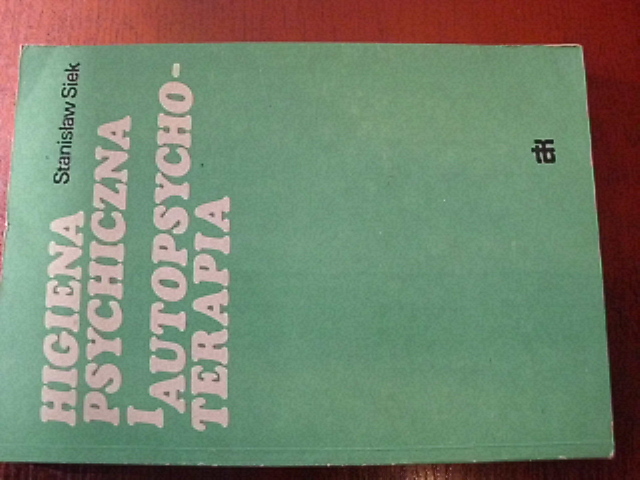 Stanisław Siek
HIGIENA
PSYCHICZNA
I AUTOPSYCHO-
TERAPIA